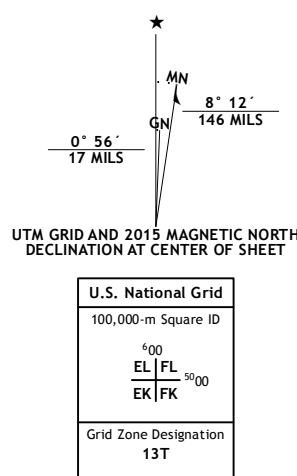 ★
MN
GN
8° 12´
146 MILS
0° 56´
17 MILS
UTM GRID AND 2015 MAGNETIC NORTH
DECLINATION AT CENTER OF SHEET
U.S. National Grid
100,000-m Square ID
⁶00
EL FL
⁵⁰00
EK FK
Grid Zone Designation
13T